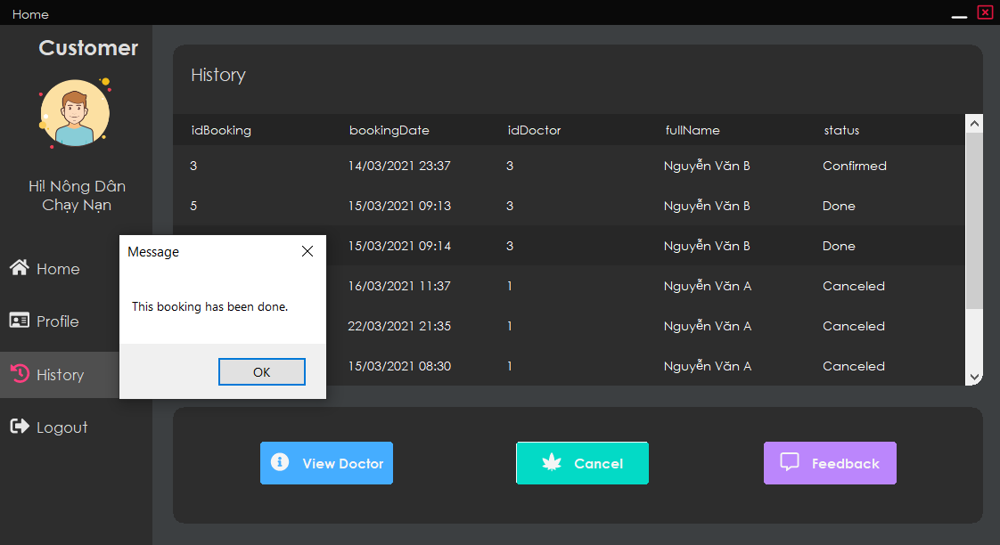 Home
Customer
Hi! Nông Dân
Chạy Nạn
Home
Profile
History
Logout
History
idBooking bookingDate idDoctor fullName status
3 14/03/2021 23:37 3 Nguyễn Văn B Confirmed
5 15/03/2021 09:13 3 Nguyễn Văn B Done
15/03/2021 09:14 3 Nguyễn Văn B Done
16/03/2021 11:37 1 Nguyễn Văn A Canceled
22/03/2021 21:35 1 Nguyễn Văn A Canceled
15/03/2021 08:30 1 Nguyễn Văn A Canceled
Message
This booking has been done.
OK
View Doctor Cancel Feedback